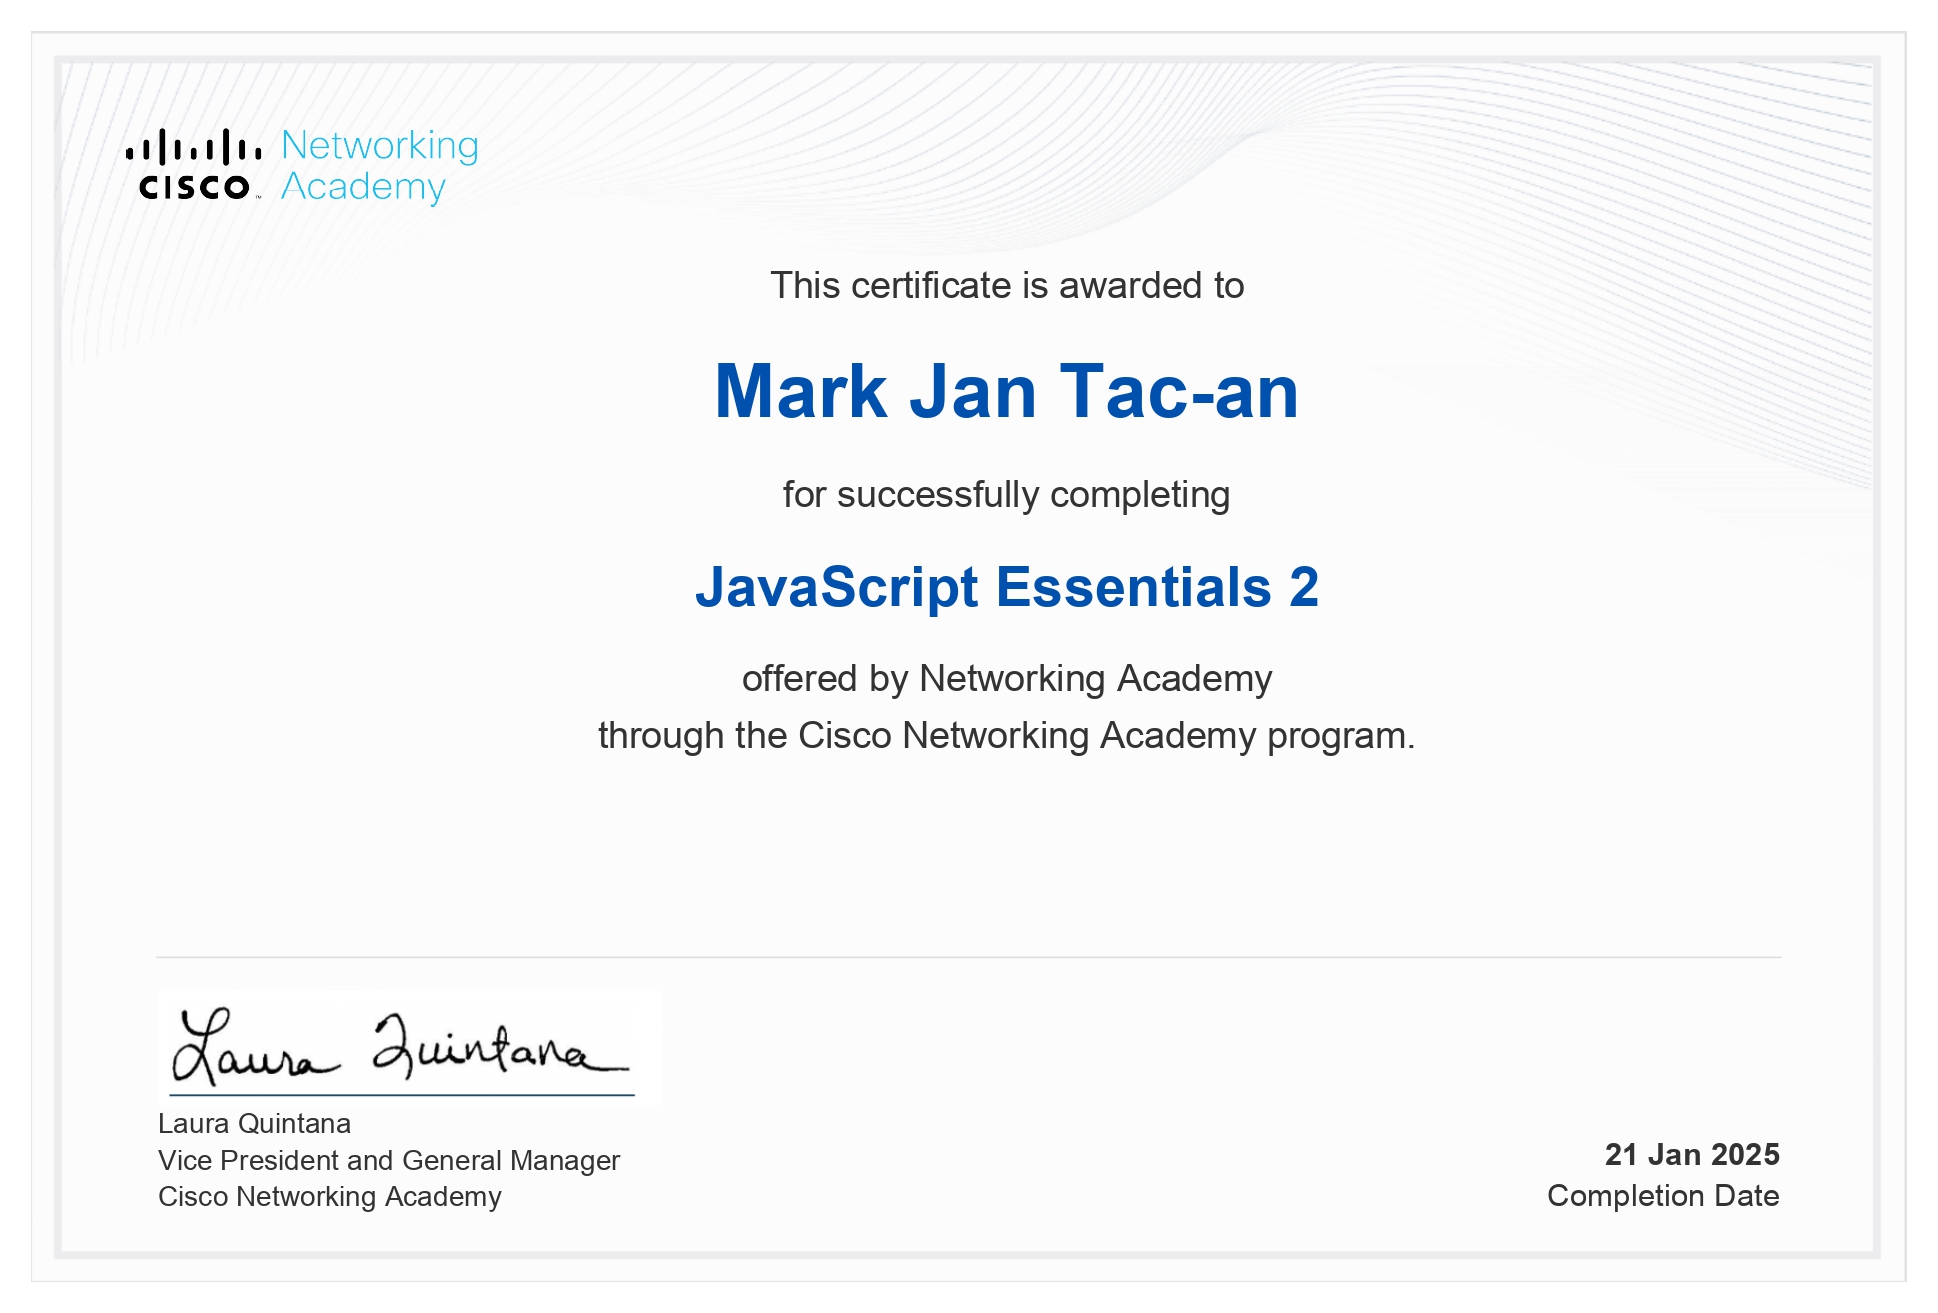 CISCO™ Networking
Academy
This certificate is awarded to
Mark Jan Tac-an
for successfully completing
JavaScript Essentials 2
offered by Networking Academy
through the Cisco Networking Academy program.
Laura Quintana
Laura Quintana
Vice President and General Manager
Cisco Networking Academy
21 Jan 2025
Completion Date